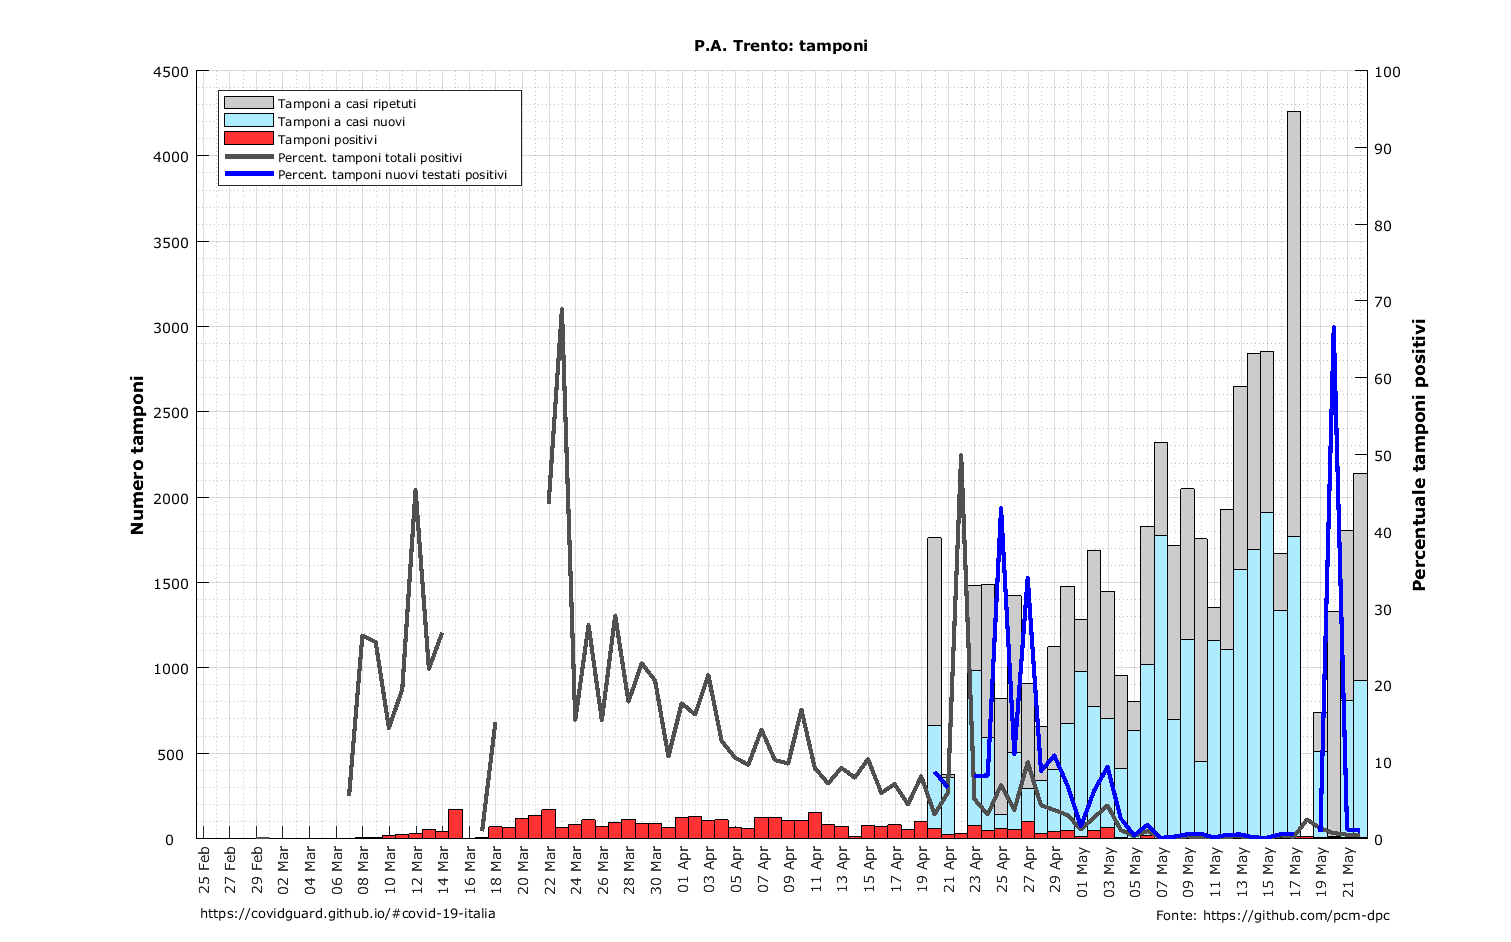 P.A. Trento: tamponi
Tamponi a casi ripetuti
Tamponi a casi nuovi
Tamponi positivi
Percent. tamponi totali positivi
Percent. tamponi nuovi testati positivi
Numero tamponi
4500
4000
3500
3000
2500
2000
1500
1000
500
0
Percentuale tamponi positivi
100
90
80
70
60
50
40
30
20
10
0
25 Feb
27 Feb
29 Feb
02 Mar
04 Mar
06 Mar
08 Mar
10 Mar
12 Mar
14 Mar
16 Mar
18 Mar
20 Mar
22 Mar
24 Mar
26 Mar
28 Mar
30 Mar
01 Apr
03 Apr
05 Apr
07 Apr
09 Apr
11 Apr
13 Apr
15 Apr
17 Apr
19 Apr
21 Apr
23 Apr
25 Apr
27 Apr
29 Apr
01 May
03 May
05 May
07 May
09 May
11 May
13 May
15 May
17 May
19 May
21 May
https://covidguard.github.io/#covid-19-italia
Fonte: https://github.com/pcm-dpc